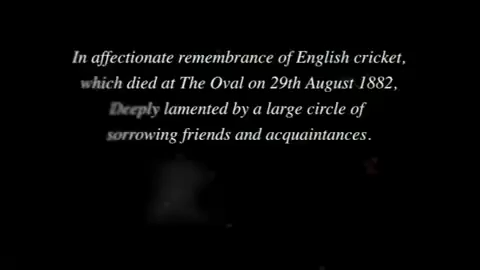 In affectionate remembrance of English cricket,
which died at The Oval on 29th August 1882,
Deeply lamented by a large circle of
sorrowing friends and acquaintances.